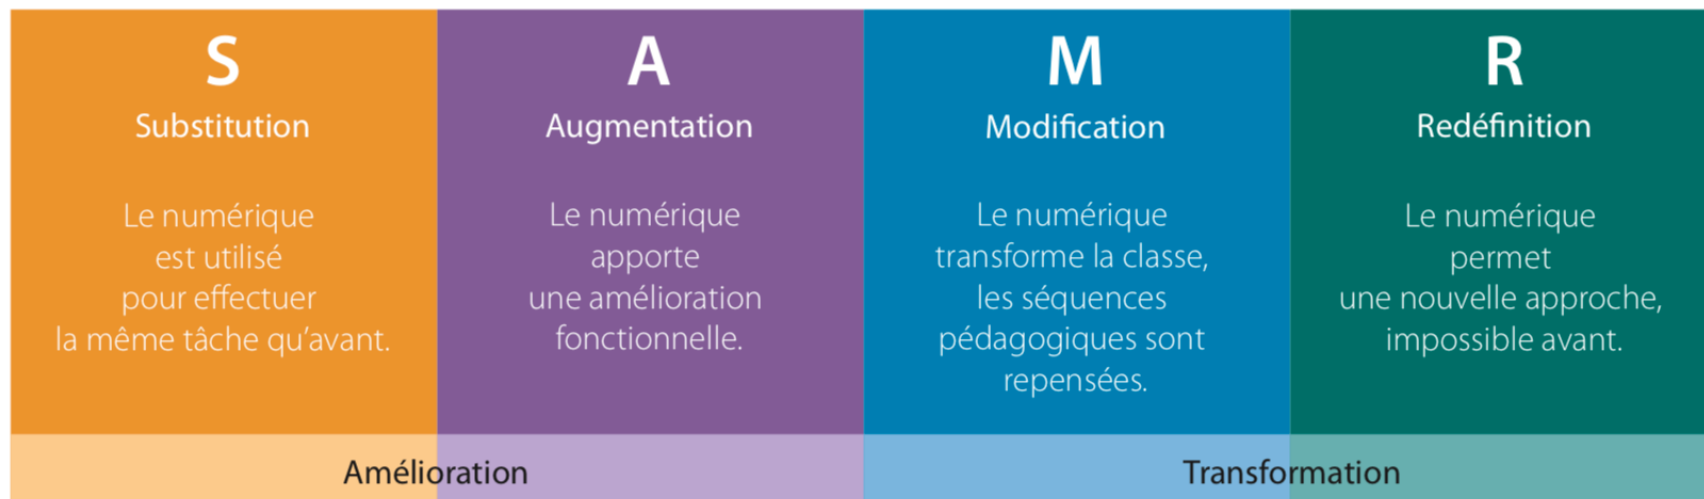 S
Substitution
Le numérique
est utilisé
pour effectuer
la même tâche qu’avant.
A
Augmentation
Le numérique
apporte
une amélioration
fonctionnelle.
M
Modification
Le numérique
transforme la classe,
les séquences
pédagogiques sont
repensées.
R
Redéfinition
Le numérique
permet
une nouvelle approche,
impossible avant.
Amélioration
Transformation